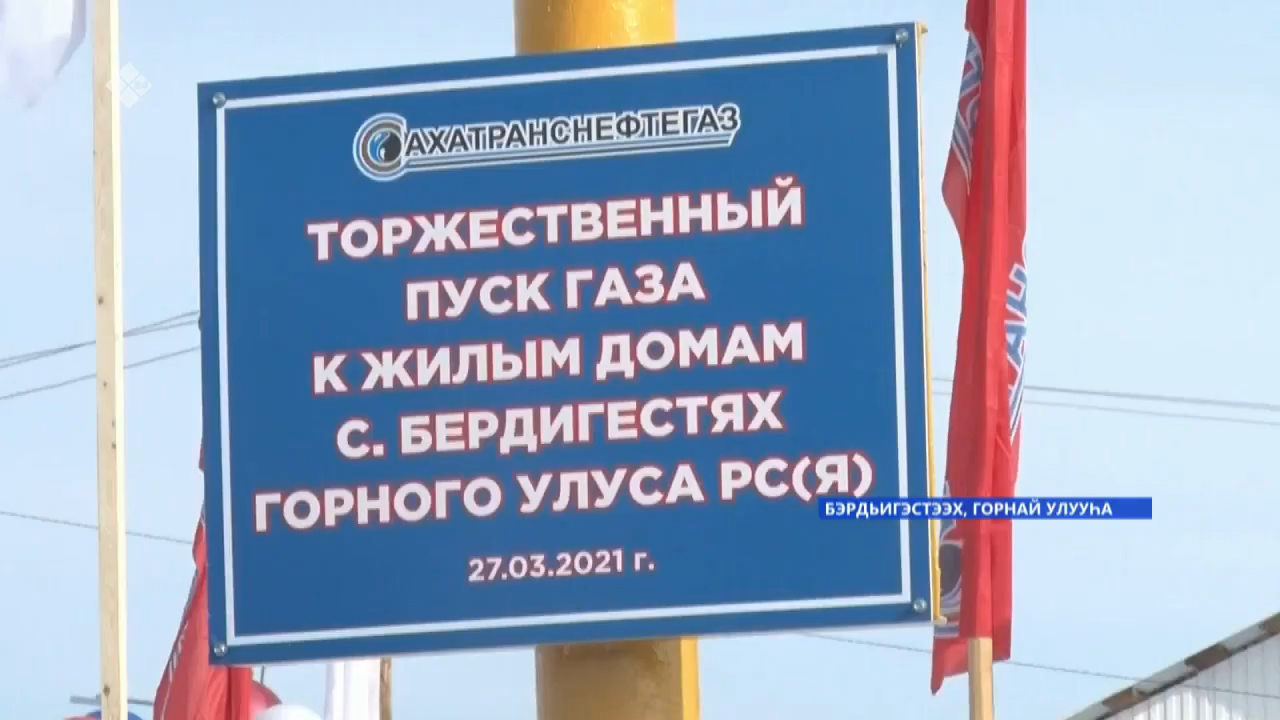 САХАТРАНСНЕФТЕГАЗ
ТОРЖЕСТВЕННЫЙ
ПУСК ГАЗА
К ЖИЛЫМ ДОМАМ
С. БЕРДИГЕСТЯХ
ГОРНОГО УЛУСА РС(Я)
27.03.2021 г.
БЭРДЬИГЭСТЭЭХ, ГОРНАЙ УЛУУҺА